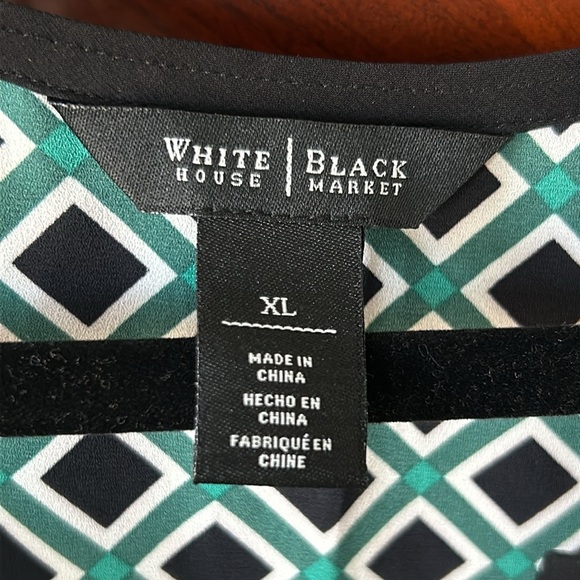 WHITE | BLACK
HOUSE | MARKET
XL
MADE IN
CHINA
HECHO EN
CHINA
FABRIQUÉ EN
CHINE